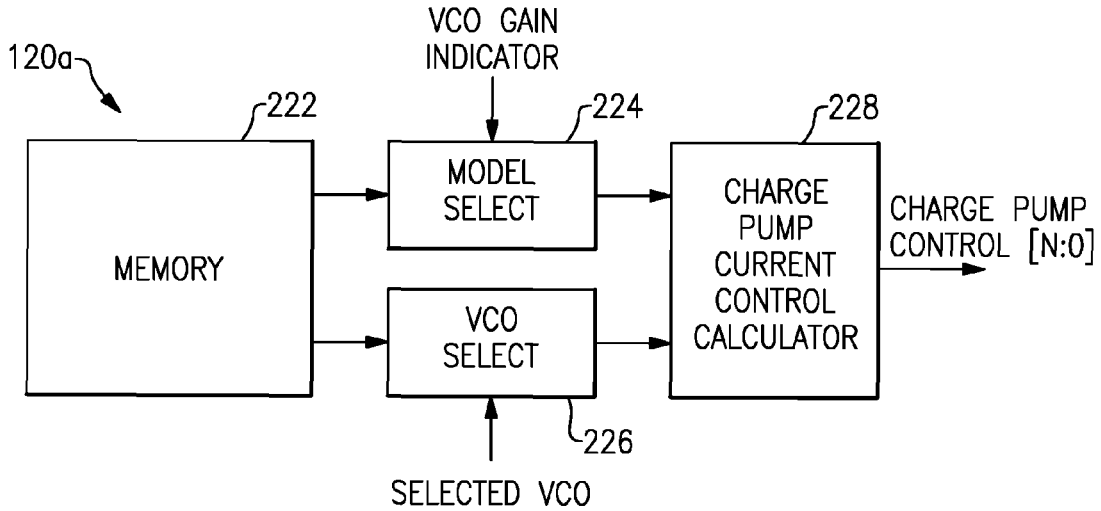 VCO GAIN
INDICATOR
120a
222
224
228
MEMORY
MODEL
SELECT
VCO
SELECT
CHARGE
PUMP
CURRENT
CONTROL
CALCULATOR
CHARGE PUMP
CONTROL [N:0]
226
SELECTED VCO